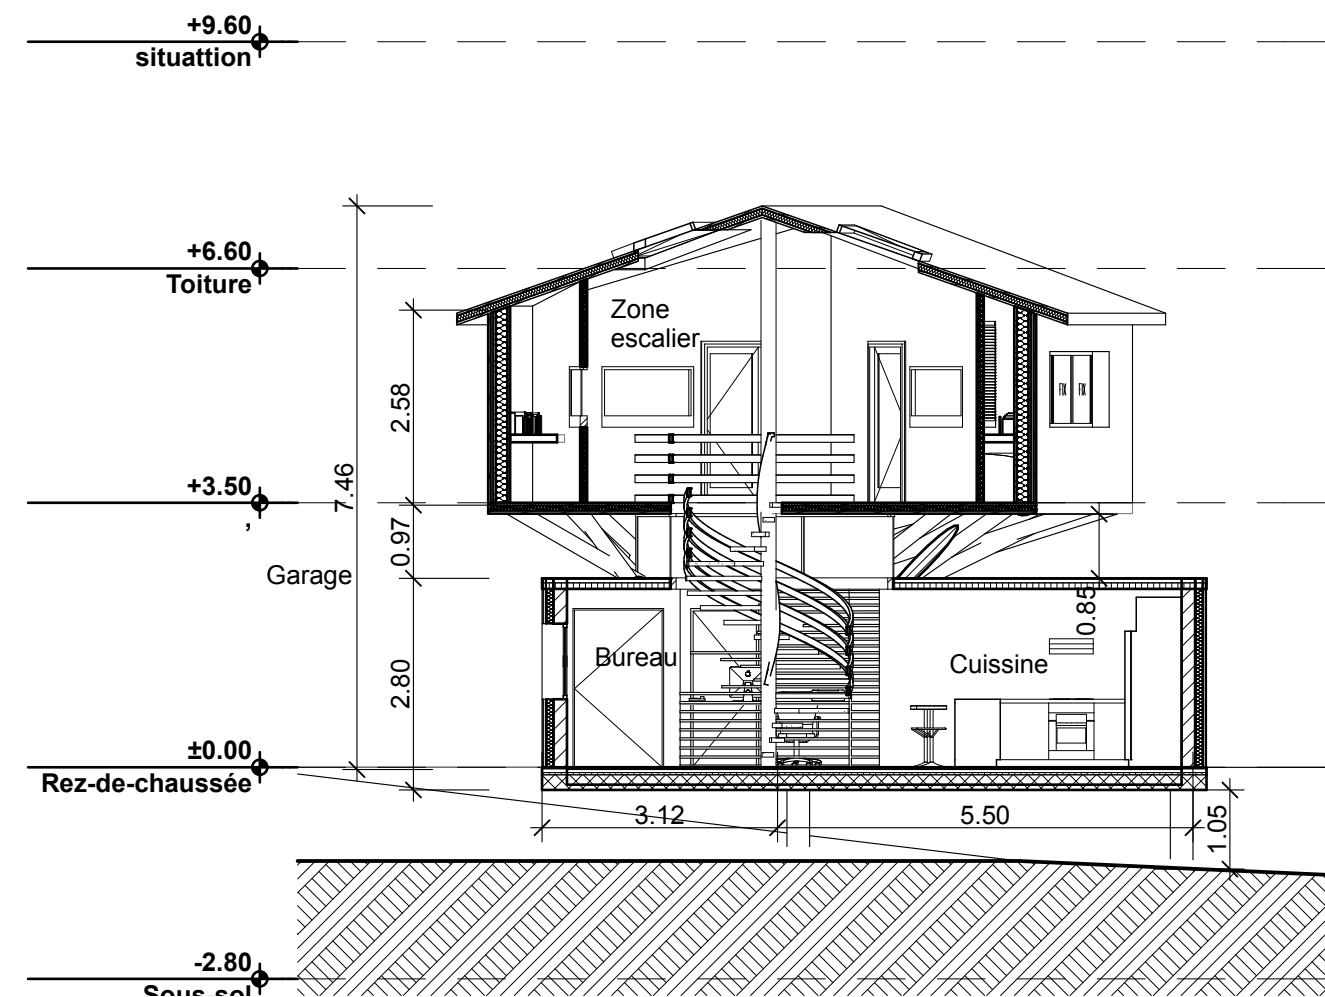 +9.60
situattion
+6.60
Toiture
Zone
escalier
FIX FIX
2.58
7.46
+3.50
,
0.97
Garage
0.85
Bureau
Cuissine
2.80
±0.00
Rez-de-chaussée
3.12
5.50
1.05
-2.80
Sous-sol